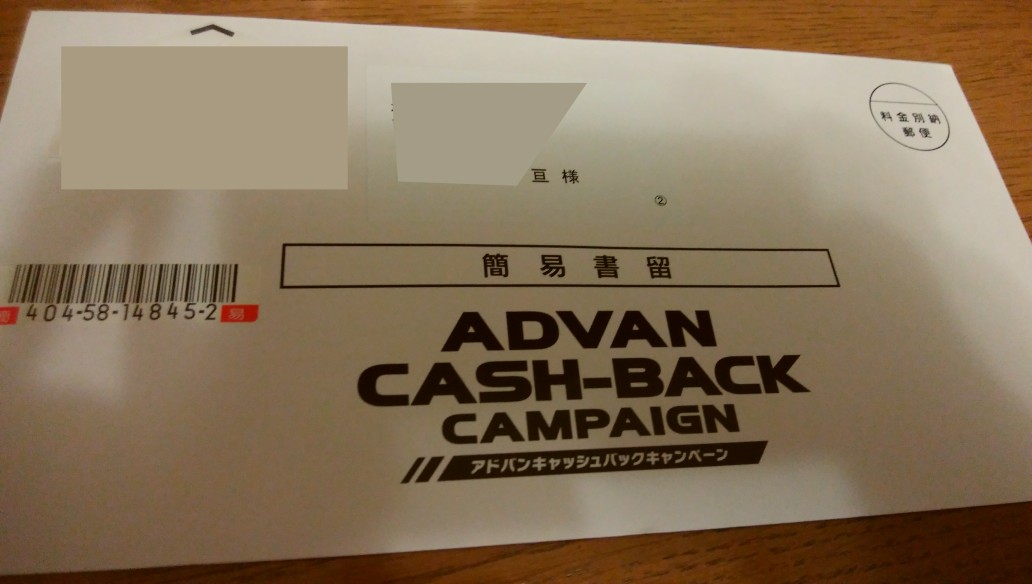 料金別納
郵便
亘 様
②
簡易書留
404-58-14845-2 易
ADVAN
CASH-BACK
CAMPAIGN
アドバンキャッシュバックキャンペーン